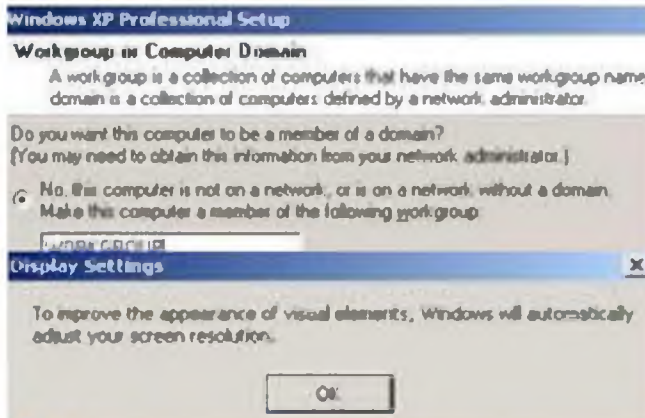 Windows XP Professional Setup
Workgroup or Computer Domain
A workgroup is a collection of computers that have the same workgroup name
domain is a collection of computers defined by a network administrator.
Do you want this computer to be a member of a domain?
(You may need to obtain this information from your network administrator.)
No, this computer is not on a network, or is on a network without a domain.
Make this computer a member of the following workgroup:
WORKGROUP
Display Settings
To improve the appearance of visual elements, Windows will automatically
adjust your screen resolution.
OK